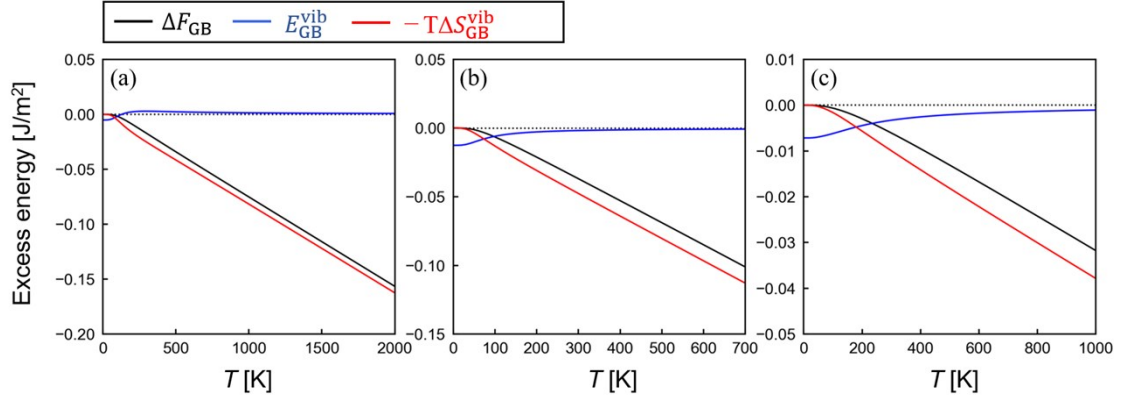 ΔF_GB E_GB^vib −TΔS_GB^vib
Excess energy [J/m²]
(a)
0.05
0.00
−0.05
−0.10
−0.15
−0.20
0 500 1000 1500 2000
T [K]
(b)
0.05
0.00
−0.05
−0.10
−0.15
0 100 200 300 400 500 600 700
T [K]
(c)
0.01
0.00
−0.01
−0.02
−0.03
−0.04
−0.05
0 200 400 600 800 1000
T [K]